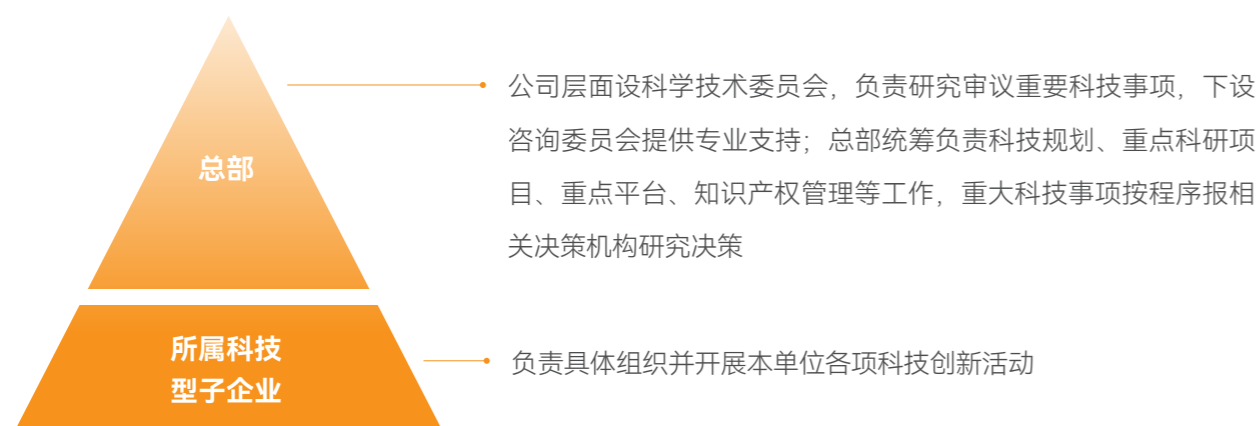 总部
公司层面设科学技术委员会，负责研究审议重要科技事项，下设
咨询委员会提供专业支持；总部统筹负责科技规划、重点科研项
目、重点平台、知识产权管理等工作，重大科技事项按程序报相
关决策机构研究决策
所属科技
型子企业
负责具体组织并开展本单位各项科技创新活动